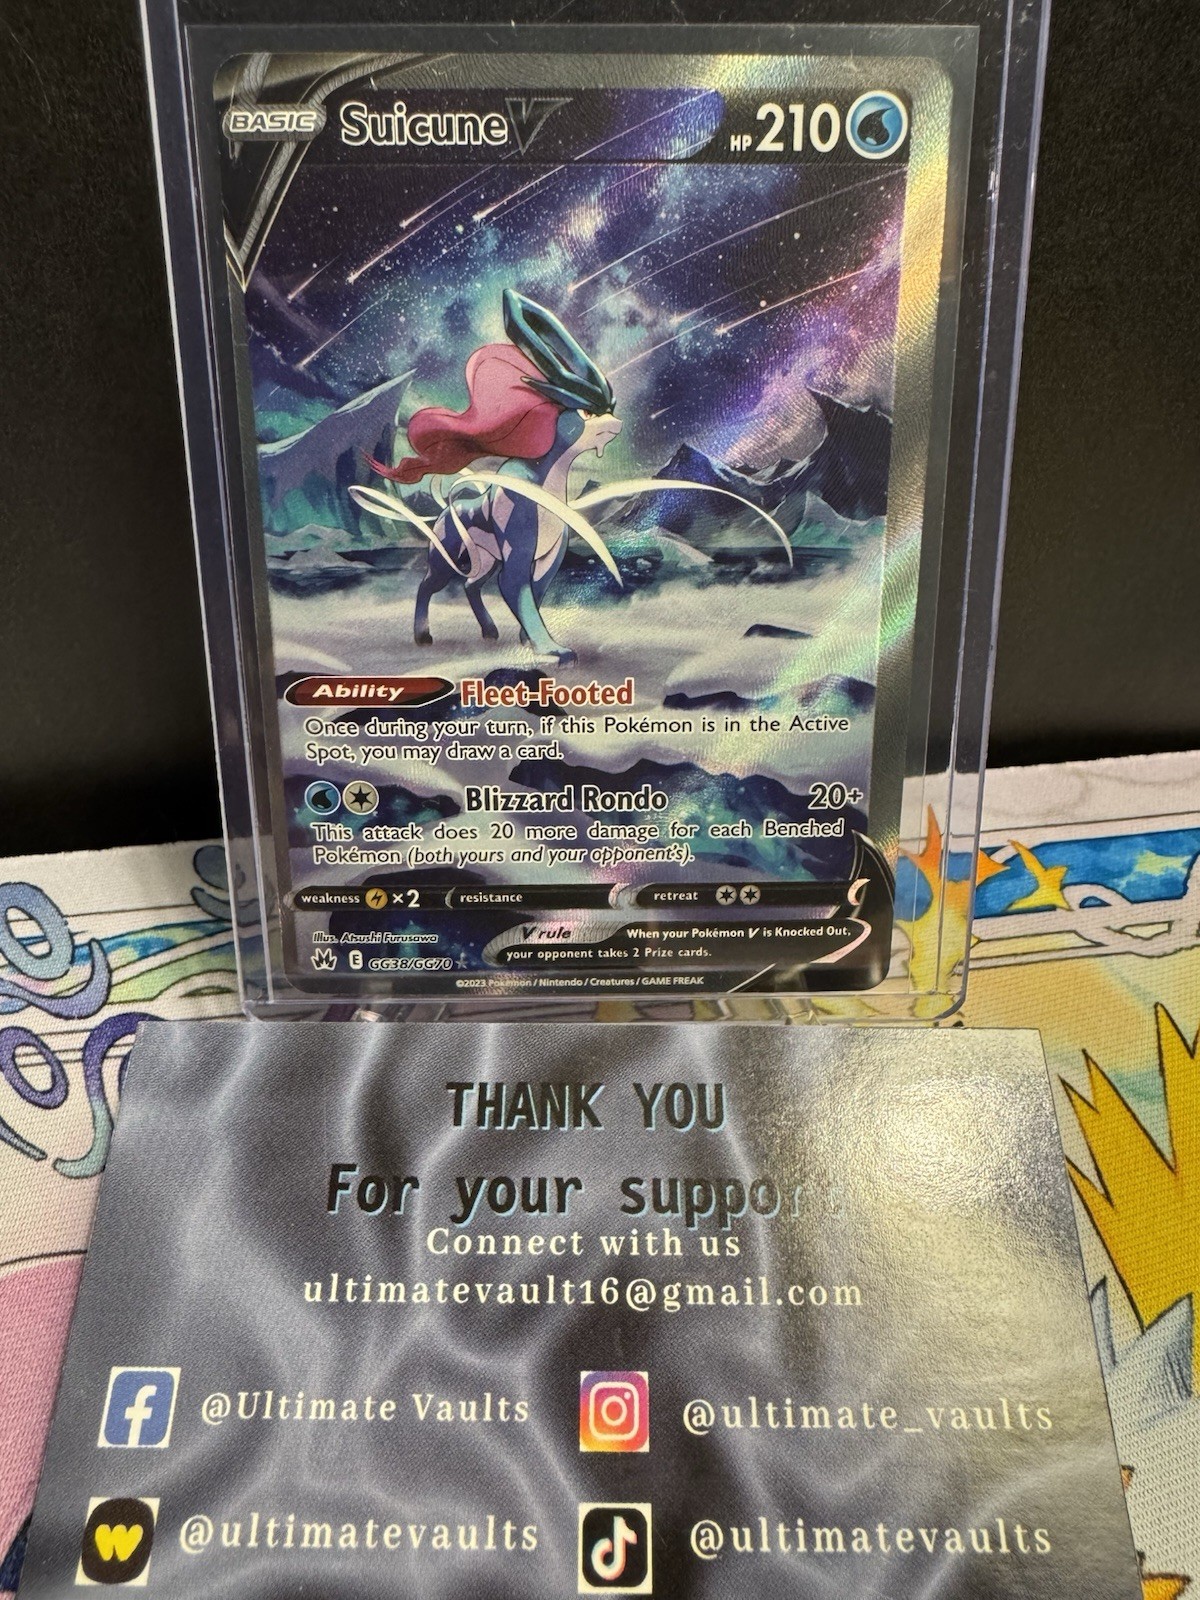 BASIC Suicune V HP 210
Ability Fleet-Footed
Once during your turn, if this Pokémon is in the Active
Spot, you may draw a card.
Blizzard Rondo 20+
This attack does 20 more damage for each Benched
Pokémon (both yours and your opponent's).
weakness ×2 resistance retreat
Illus. Atsushi Furusawa
E GG38/GG70
V rule When your Pokémon V is Knocked Out,
your opponent takes 2 Prize cards.
©2023 Pokémon / Nintendo / Creatures / GAME FREAK
THANK YOU
For your support
Connect with us
ultimatevault16@gmail.com
@Ultimate Vaults
@ultimate_vaults
@ultimatevaults
@ultimatevaults